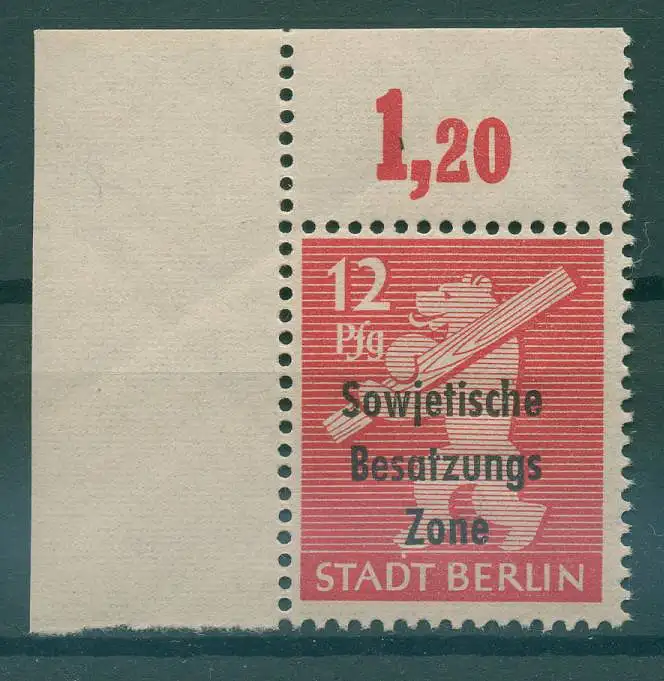 1,20
12
Pfg
Sowjetische
Besatzungs
Zone
STADT BERLIN